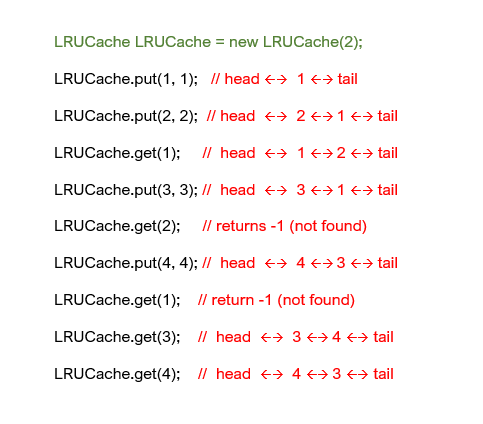 LRUCache LRUCache = new LRUCache(2);
LRUCache.put(1, 1); // head <-> 1 <-> tail
LRUCache.put(2, 2); // head <-> 2 <-> 1 <-> tail
LRUCache.get(1); // head <-> 1 <-> 2 <-> tail
LRUCache.put(3, 3); // head <-> 3 <-> 1 <-> tail
LRUCache.get(2); // returns -1 (not found)
LRUCache.put(4, 4); // head <-> 4 <-> 3 <-> tail
LRUCache.get(1); // return -1 (not found)
LRUCache.get(3); // head <-> 3 <-> 4 <-> tail
LRUCache.get(4); // head <-> 4 <-> 3 <-> tail